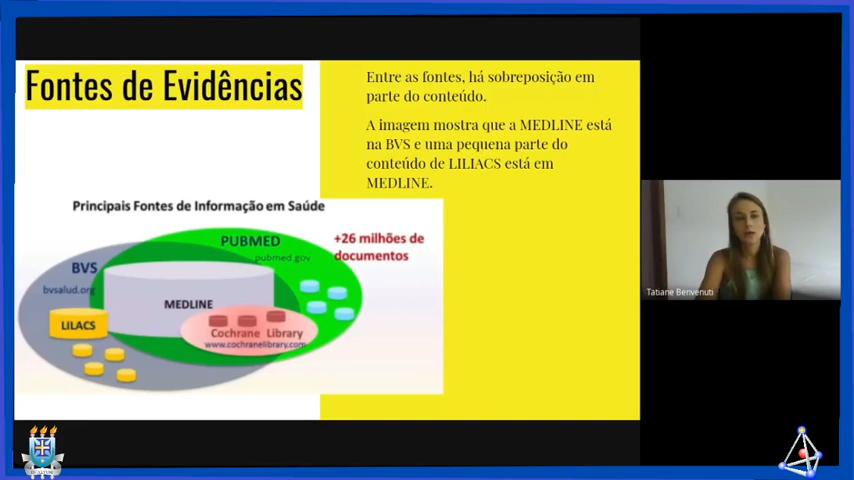 Fontes de Evidências
Entre as fontes, há sobreposição em
parte do conteúdo.
A imagem mostra que a MEDLINE está
na BVS e uma pequena parte do
conteúdo de LILIACS está em
MEDLINE.
Principais Fontes de Informação em Saúde
PUBMED
pubmed.gov
+26 milhões de
documentos
BVS
bvsalud.org
MEDLINE
LILACS
Cochrane Library
www.cochranelibrary.com
Tatiane Benvenuti